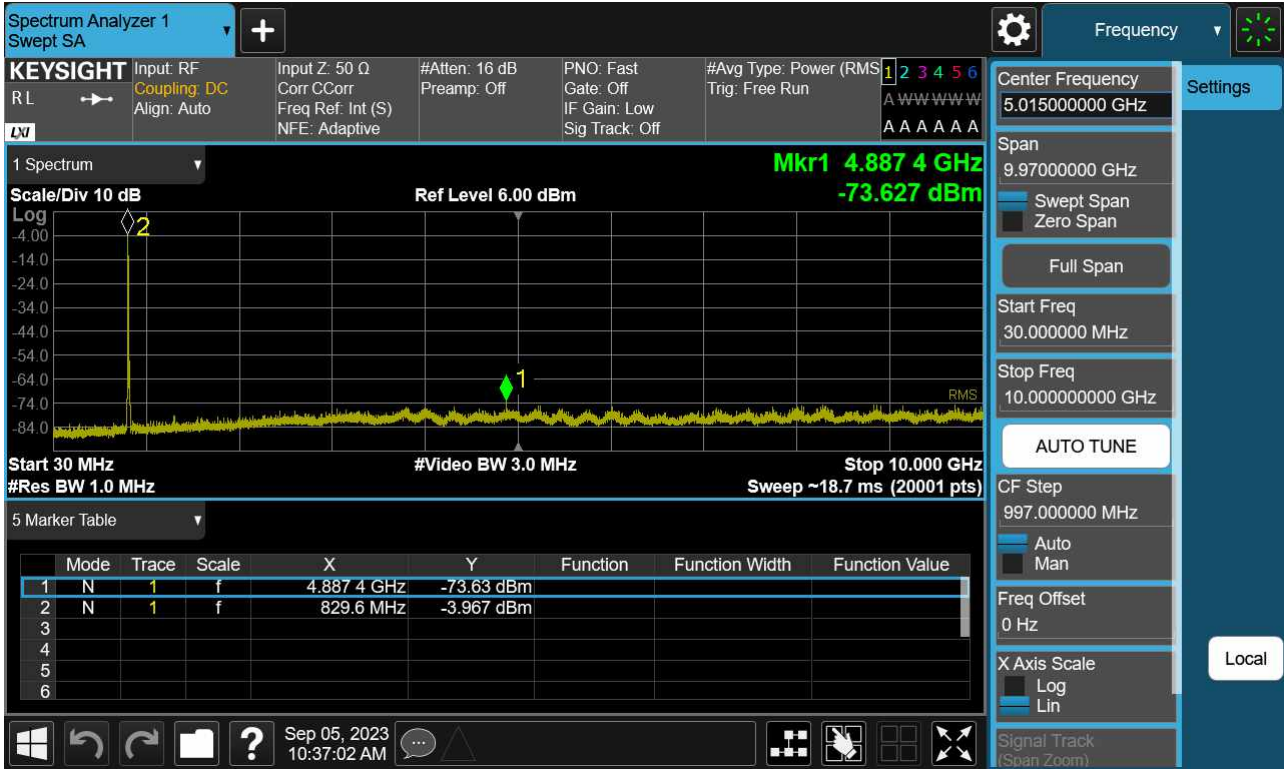 Spectrum Analyzer 1
Swept SA
Frequency
KEYSIGHT
RL
LXI
Input: RF
Coupling: DC
Align: Auto
Input Z: 50 Ω
Corr CCorr
Freq Ref: Int (S)
NFE: Adaptive
#Atten: 16 dB
Preamp: Off
PNO: Fast
Gate: Off
IF Gain: Low
Sig Track: Off
#Avg Type: Power (RMS
Trig: Free Run
1 2 3 4 5 6
A W W W W W
A A A A A A
1 Spectrum
Mkr1 4.887 4 GHz
Scale/Div 10 dB
Ref Level 6.00 dBm
-73.627 dBm
Log
2
-4.00
-14.0
-24.0
-34.0
-44.0
-54.0
-64.0
1
-74.0
RMS
-84.0
Start 30 MHz
#Video BW 3.0 MHz
Stop 10.000 GHz
#Res BW 1.0 MHz
Sweep ~18.7 ms (20001 pts)
5 Marker Table
Mode Trace Scale X Y Function Function Width Function Value
1 N 1 f 4.887 4 GHz -73.63 dBm
2 N 1 f 829.6 MHz -3.967 dBm
3
4
5
6
Sep 05, 2023
10:37:02 AM
Center Frequency
5.015000000 GHz
Settings
Span
9.97000000 GHz
Swept Span
Zero Span
Full Span
Start Freq
30.000000 MHz
Stop Freq
10.000000000 GHz
AUTO TUNE
CF Step
997.000000 MHz
Auto
Man
Freq Offset
0 Hz
X Axis Scale
Log
Lin
Local
Signal Track
(Span Zoom)